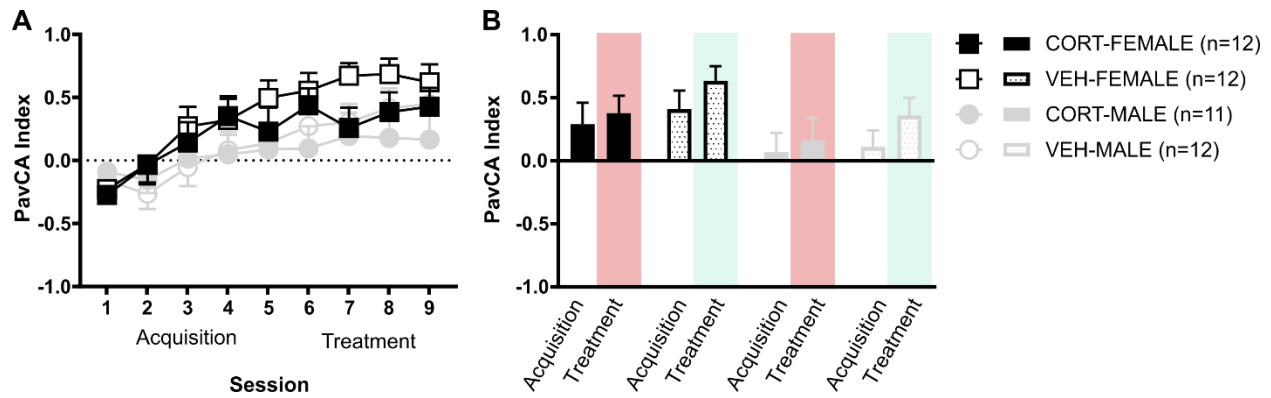 A
PavCA Index
1.0
0.5
0.0
-0.5
-1.0
1 2 3 4 5 6 7 8 9
Acquisition Treatment
Session
B
PavCA Index
1.0
0.5
0.0
-0.5
-1.0
Acquisition
Treatment
Acquisition
Treatment
Acquisition
Treatment
Acquisition
Treatment
CORT-FEMALE (n=12)
VEH-FEMALE (n=12)
CORT-MALE (n=11)
VEH-MALE (n=12)